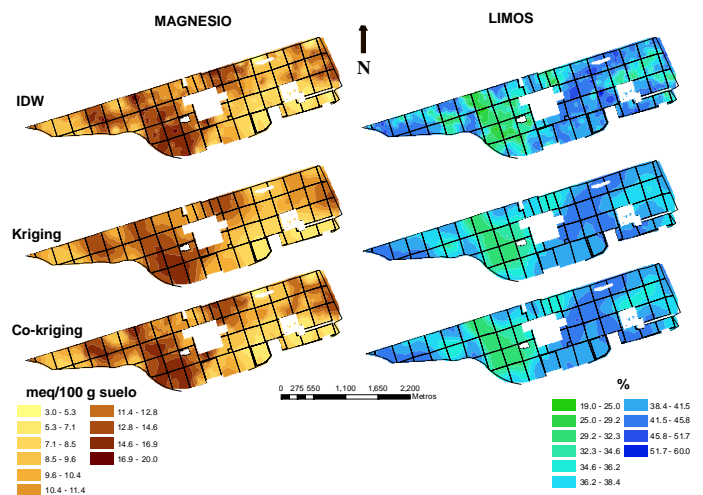 MAGNESIO
LIMOS
N
IDW
Kriging
Co-kriging
meq/100 g suelo
3.0 - 5.3
5.3 - 7.1
7.1 - 8.5
8.5 - 9.6
9.6 - 10.4
10.4 - 11.4
11.4 - 12.8
12.8 - 14.6
14.6 - 16.9
16.9 - 20.0
0 275 550 1,100 1,650 2,200
Metros
%
19.0 - 25.0
25.0 - 29.2
29.2 - 32.3
32.3 - 34.6
34.6 - 36.2
36.2 - 38.4
38.4 - 41.5
41.5 - 45.8
45.8 - 51.7
51.7 - 60.0